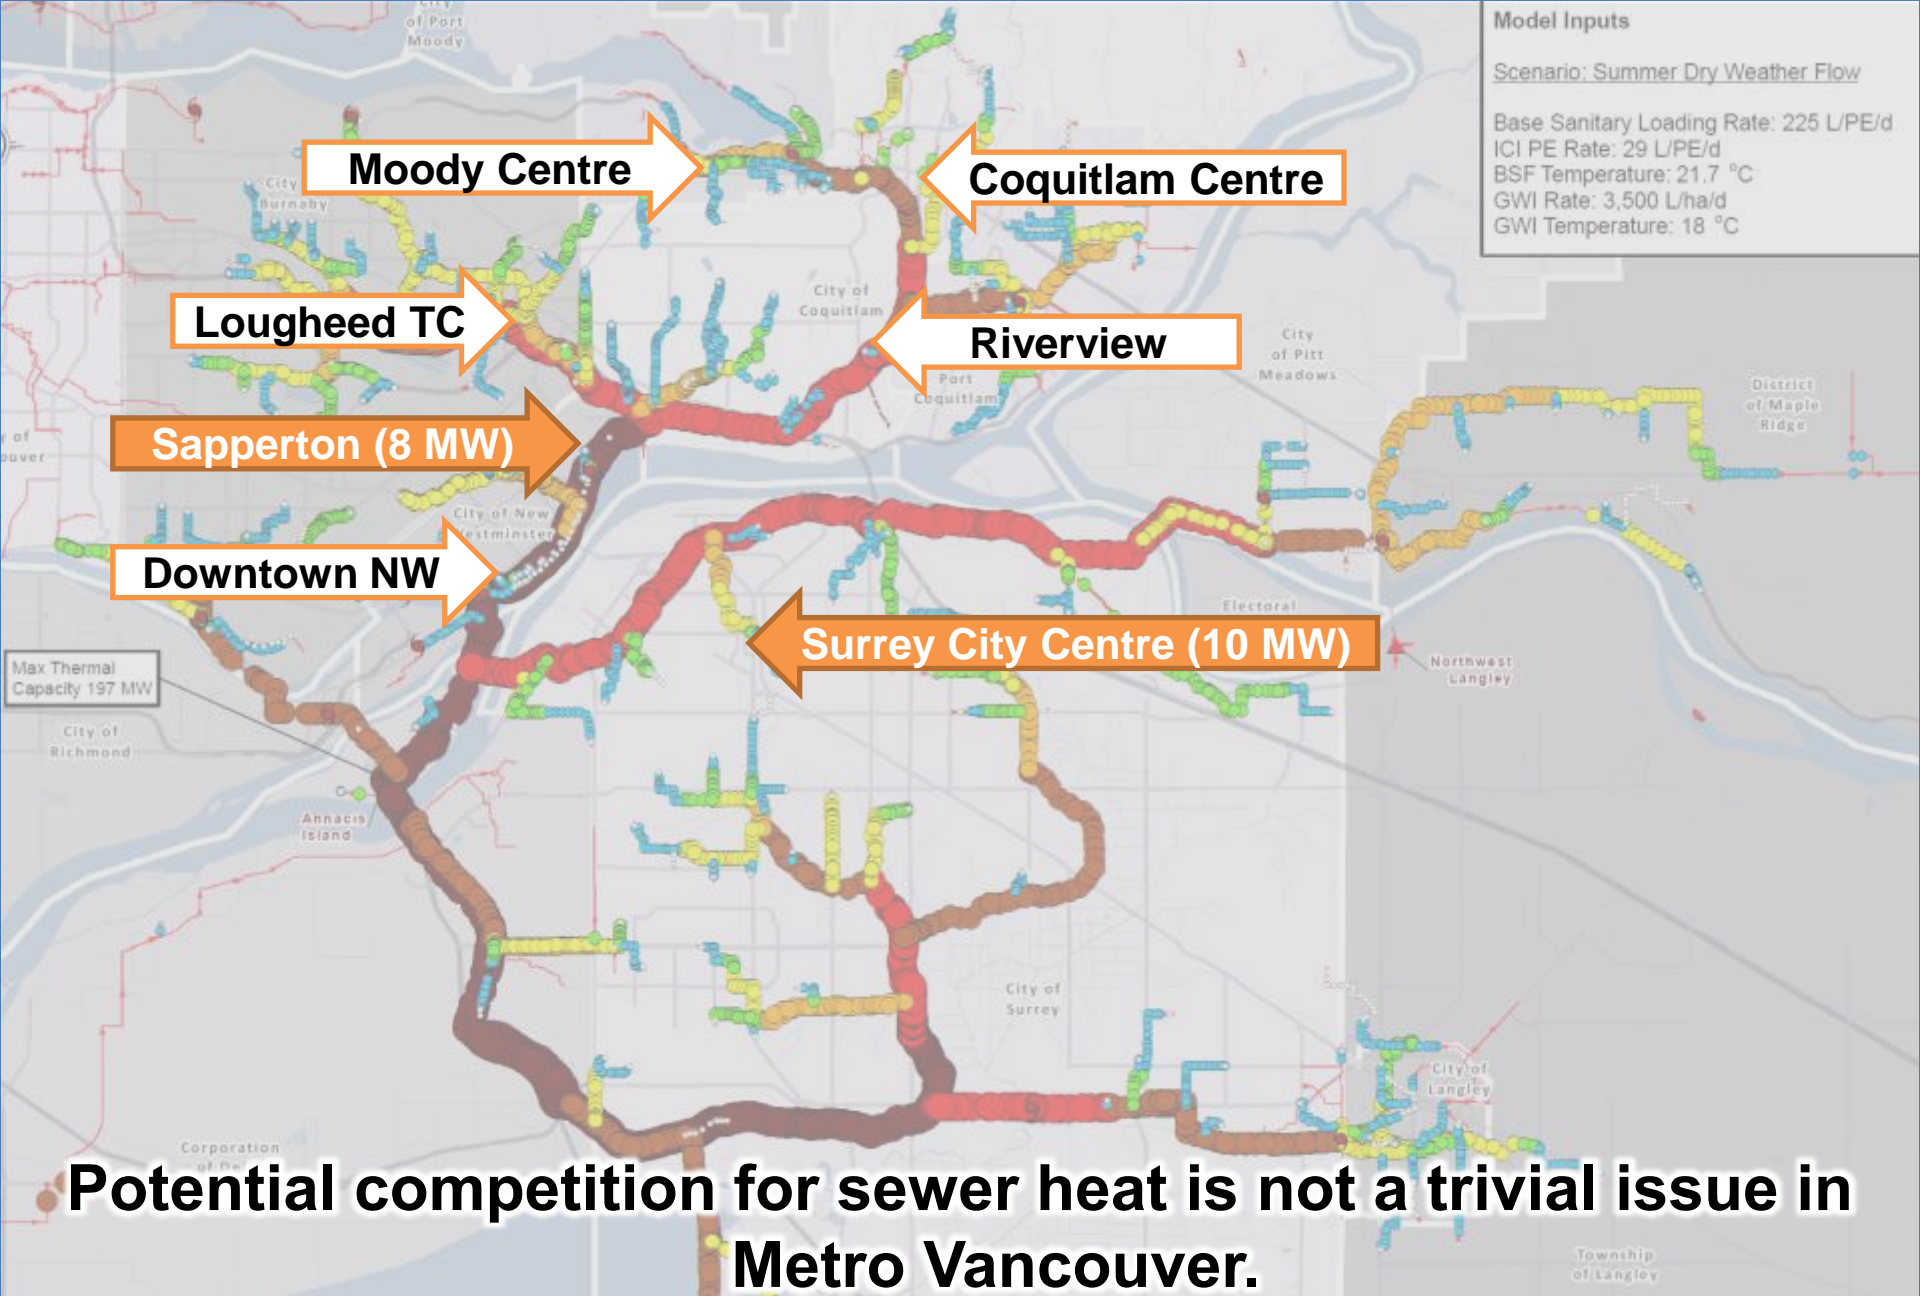 City
of Port
Moody
Model Inputs
Scenario: Summer Dry Weather Flow
Base Sanitary Loading Rate: 225 L/PE/d
ICI PE Rate: 29 L/PE/d
BSF Temperature: 21.7 °C
GWI Rate: 3,500 L/ha/d
GWI Temperature: 18 °C
Moody Centre
Coquitlam Centre
City
Burnaby
City of
Coquitlam
Lougheed TC
Riverview
City
of Pitt
Meadows
Port
Coquitlam
District
of Maple
Ridge
Sapperton (8 MW)
City of New
Westminster
Downtown NW
Electoral
Surrey City Centre (10 MW)
Northwest
Langley
Max Thermal
Capacity 197 MW
City of
Richmond
Annacis
Island
City of
Surrey
City of
Langley
Corporation
Potential competition for sewer heat is not a trivial issue in
Metro Vancouver.
Township
of Langley